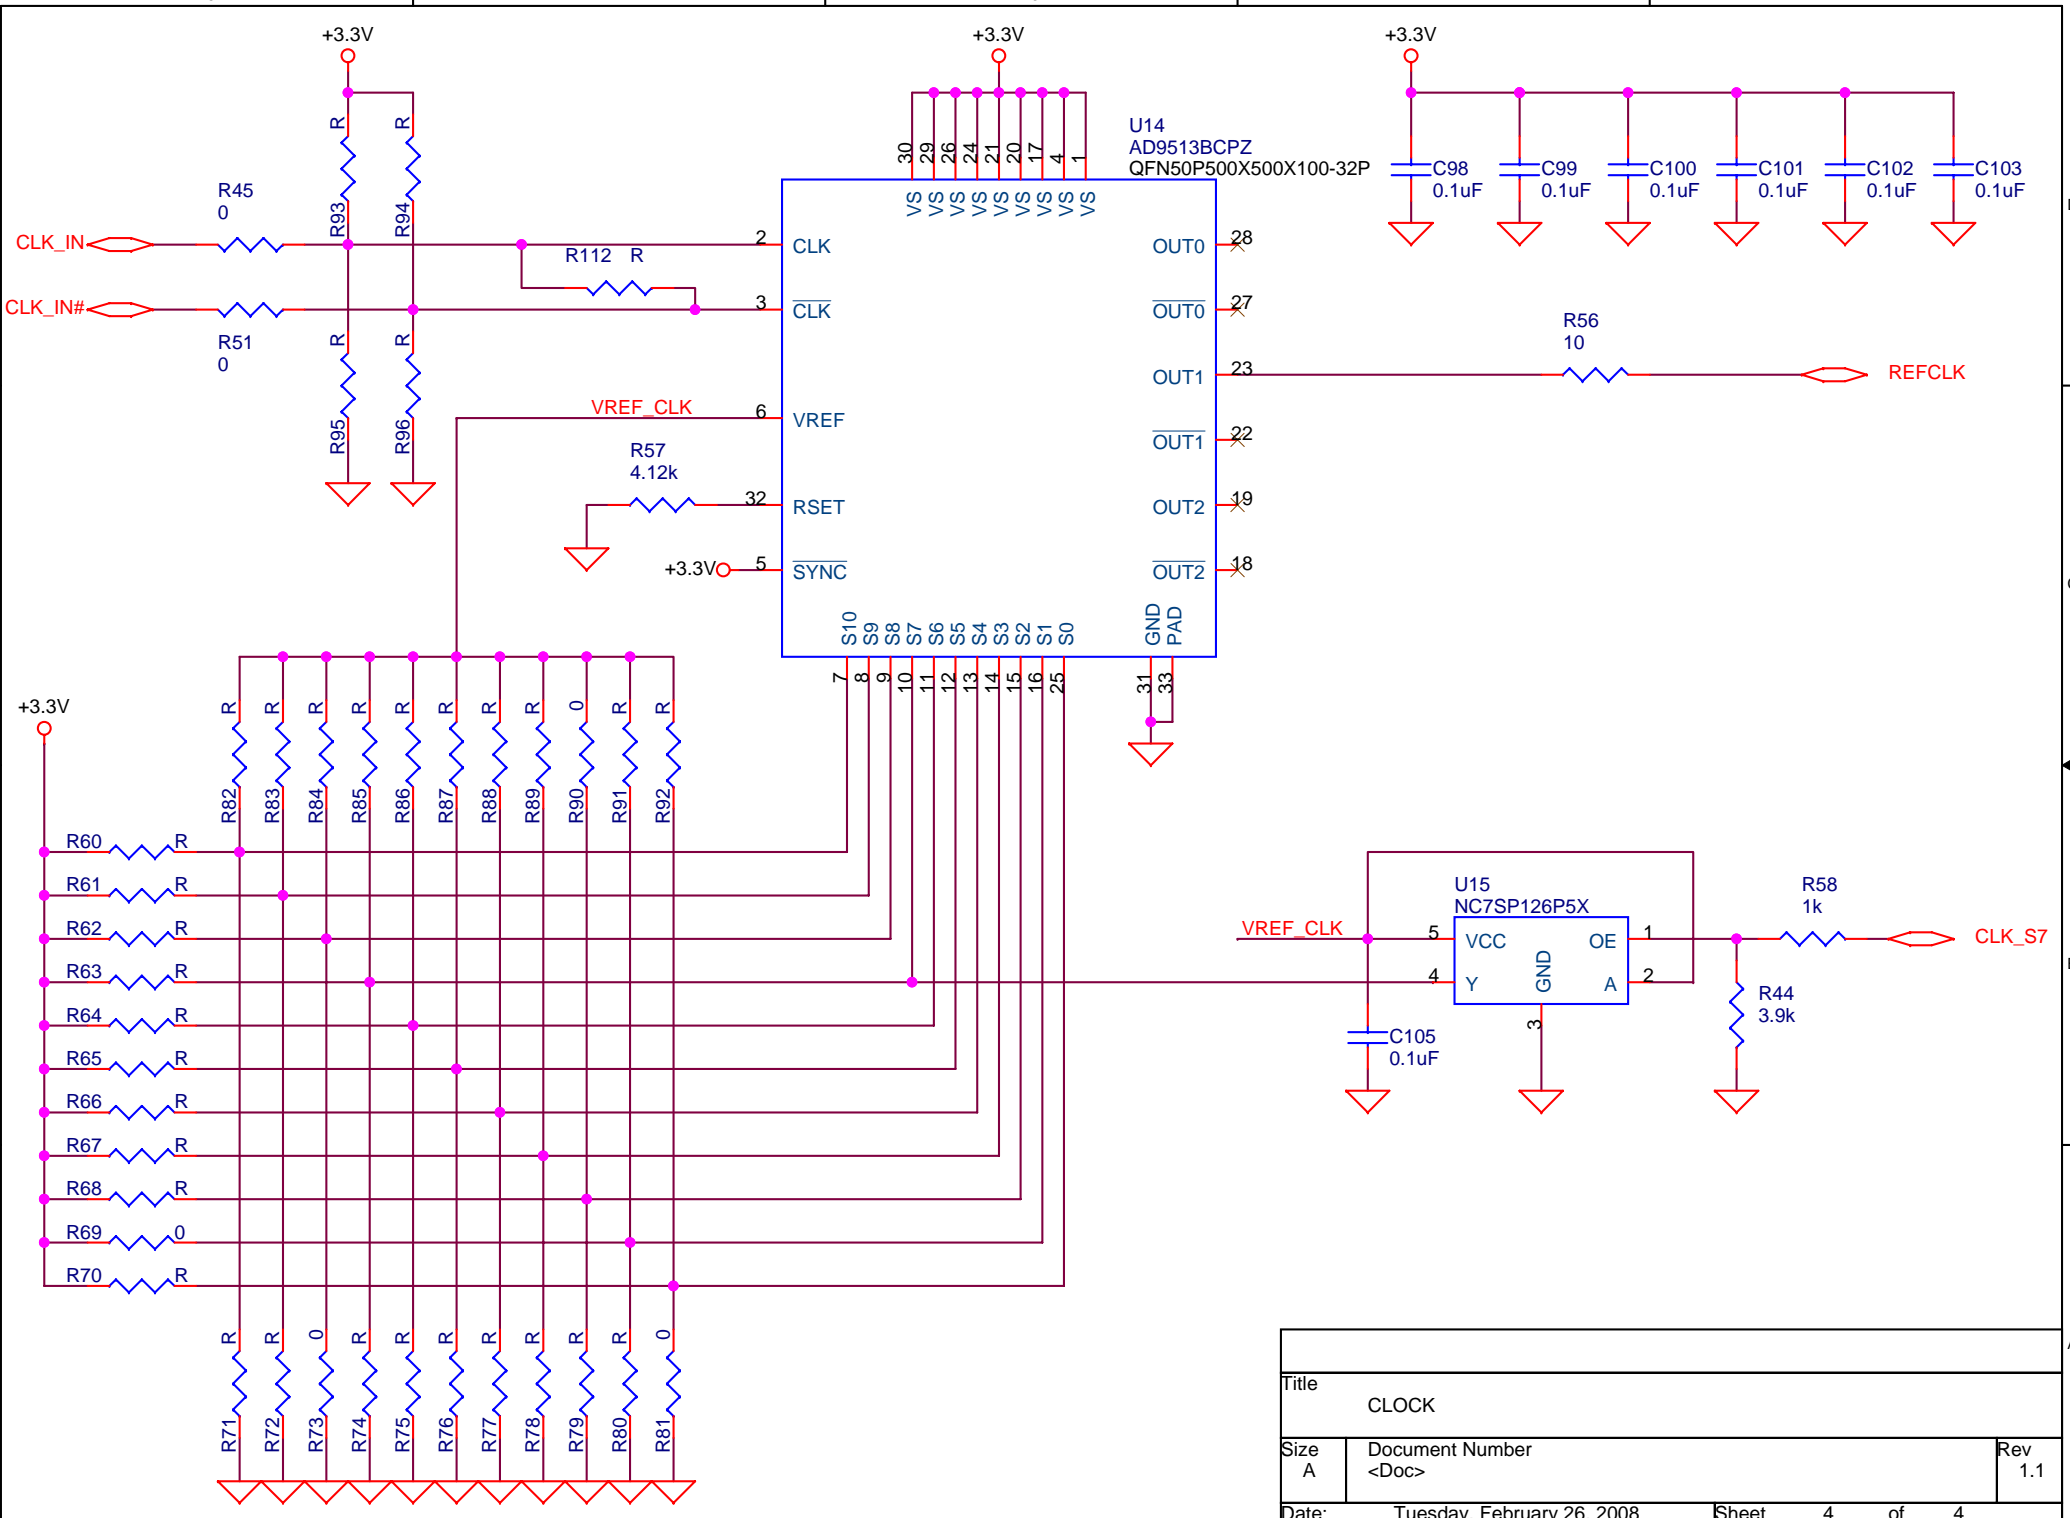 +3.3V
+3.3V
+3.3V
R
R
R93
R94
R45
0
CLK_IN
CLK_IN#
R51
0
R112 R
R
R
R95
R96
VREF_CLK
R57
4.12k
+3.3V
U14
AD9513BCPZ
QFN50P500X500X100-32P
30
29
26
24
21
20
17
4
1
VS
VS
VS
VS
VS
VS
VS
VS
VS
2
CLK
3
CLK
6
VREF
32
RSET
5
SYNC
OUT0
28
OUT0
27
OUT1
23
OUT1
22
OUT2
19
OUT2
18
S10
S9
S8
S7
S6
S5
S4
S3
S2
S1
S0
GND
PAD
7
8
9
10
11
12
13
14
15
16
25
31
33
C98
0.1uF
C99
0.1uF
C100
0.1uF
C101
0.1uF
C102
0.1uF
C103
0.1uF
R56
10
REFCLK
+3.3V
R
R
R
R
R
R
R
R
0
R
R
R82
R83
R84
R85
R86
R87
R88
R89
R90
R91
R92
R60 R
R61 R
R62 R
R63 R
R64 R
R65 R
R66 R
R67 R
R68 R
R69 0
R70 R
R
R
0
R
R
R
R
R
R
R
0
R71
R72
R73
R74
R75
R76
R77
R78
R79
R80
R81
U15
NC7SP126P5X
VREF_CLK
5
VCC
OE
1
4
Y
GND
A
2
3
R58
1k
CLK_S7
R44
3.9k
C105
0.1uF
Title
CLOCK
Size
A
Document Number
<Doc>
Rev
1.1
Date: Tuesday, February 26, 2008 Sheet 4 of 4